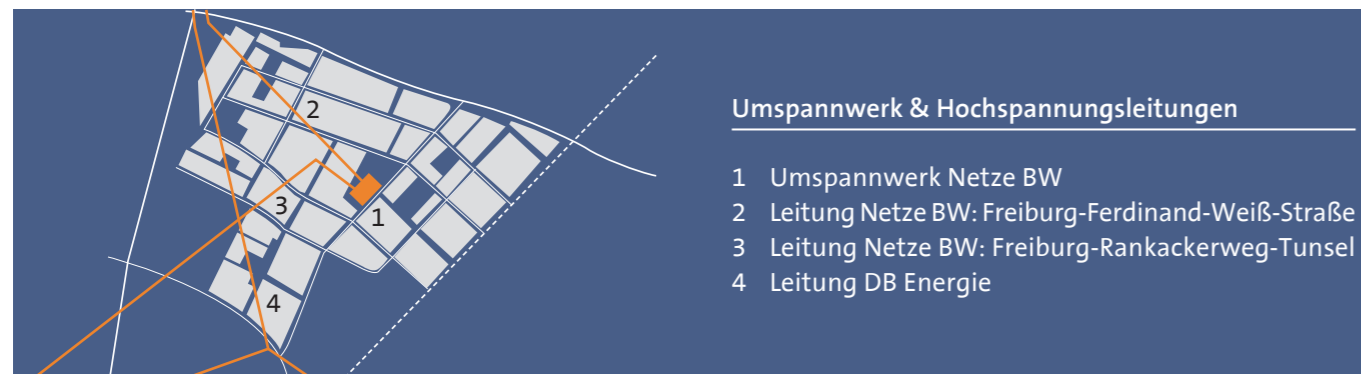 2
3
1
4
Umspannwerk & Hochspannungsleitungen
1 Umspannwerk Netze BW
2 Leitung Netze BW: Freiburg-Ferdinand-Weiß-Straße
3 Leitung Netze BW: Freiburg-Rankackerweg-Tunsel
4 Leitung DB Energie